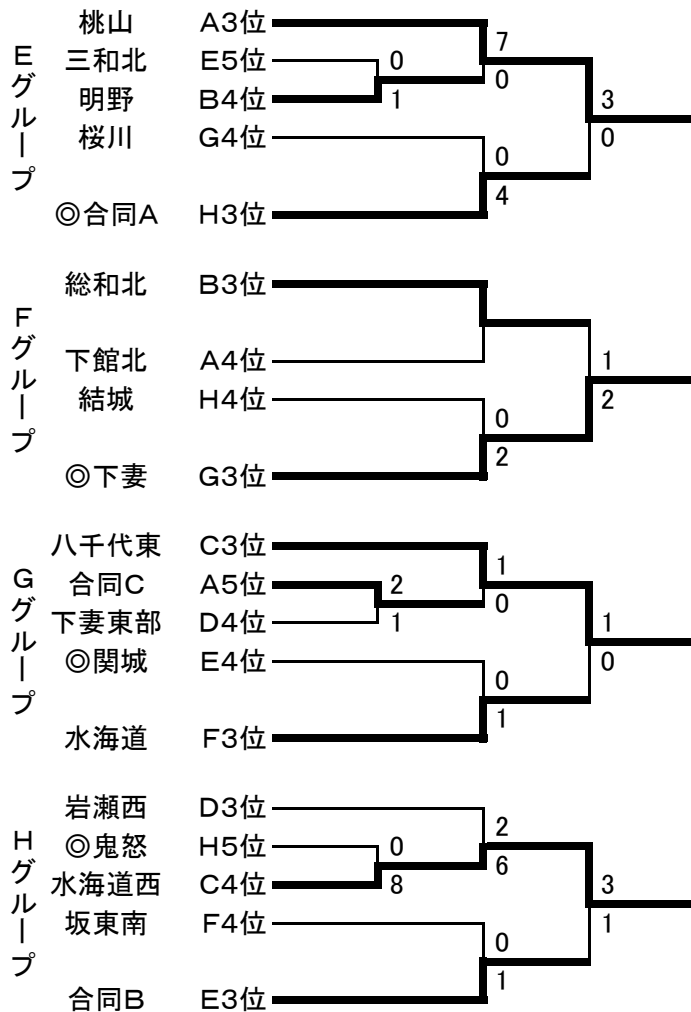 Eグループ
桃山 A3位
三和北 E5位
明野 B4位
桜川 G4位
◎合同A H3位
0
1
7
0
0
4
3
0
Fグループ
総和北 B3位
下館北 A4位
結城 H4位
◎下妻 G3位
0
2
1
2
Gグループ
八千代東 C3位
合同C A5位
下妻東部 D4位
◎関城 E4位
水海道 F3位
2
1
1
0
0
1
1
0
Hグループ
岩瀬西 D3位
◎鬼怒 H5位
水海道西 C4位
坂東南 F4位
合同B E3位
0
8
2
6
0
1
3
1